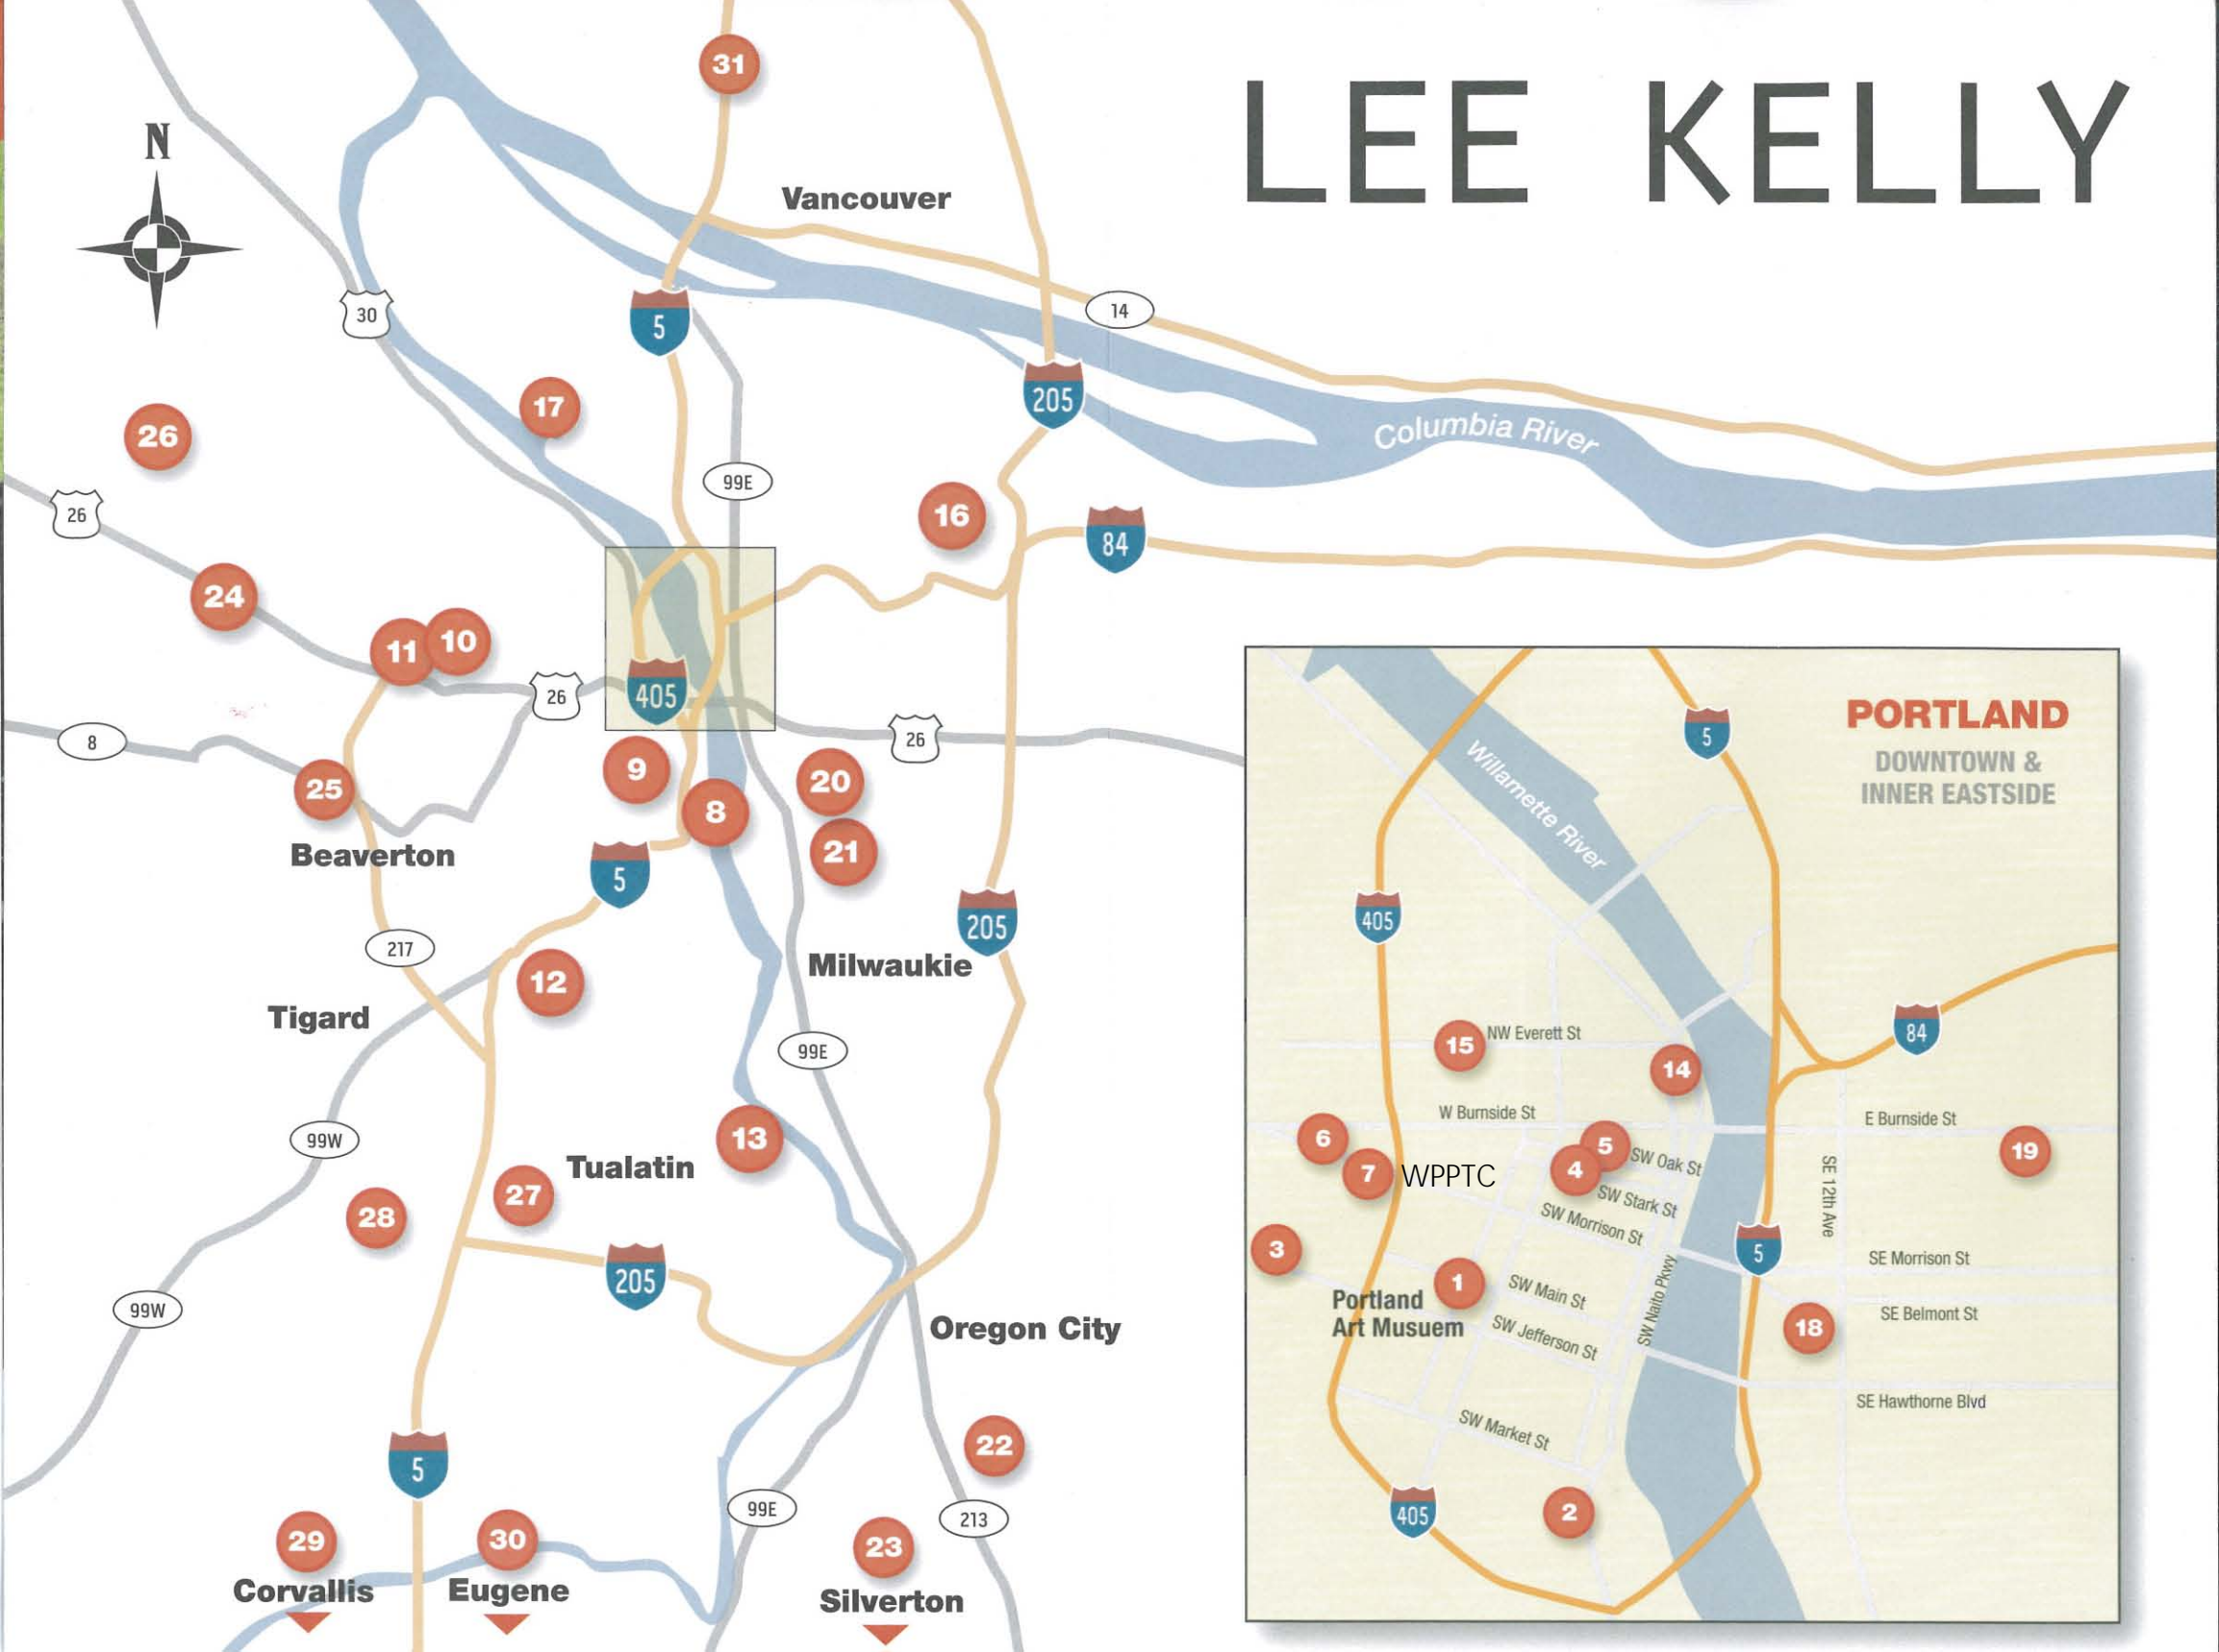 LEE KELLY
31
N
Vancouver
30
5
14
17
205
26
Columbia River
99E
26
16
84
24
11
10
26
405
8
26
9
20
25
8
21
Beaverton
5
205
217
Milwaukie
12
Tigard
99E
99W
13
Tualatin
27
28
205
99W
Oregon City
22
5
99E
213
29
30
23
Corvallis
Eugene
Silverton
PORTLAND
DOWNTOWN &
INNER EASTSIDE
5
Willamette River
405
84
15
NW Everett St
14
W Burnside St
E Burnside St
6
5
SW Oak St
19
7
WPPTC
4
SE 12th Ave
SW Stark St
SW Morrison St
3
5
SE Morrison St
1
SW Main St
SW Naito Pkwy
Portland
Art Musuem
SE Belmont St
18
SW Jefferson St
SE Hawthorne Blvd
SW Market St
405
2